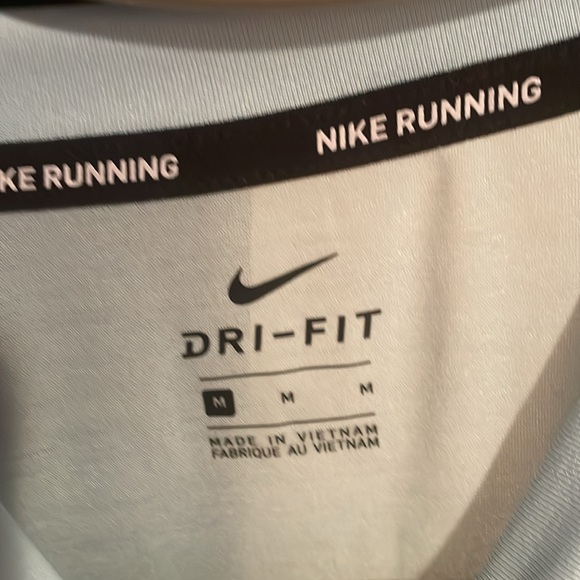 KE RUNNING NIKE RUNNING
DRI-FIT
M M M
MADE IN VIETNAM
FABRIQUE AU VIETNAM